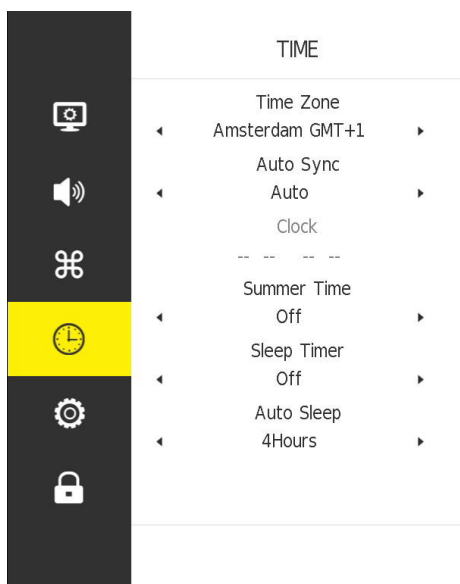 TIME
Time Zone
Amsterdam GMT+1
Auto Sync
Auto
Clock
-- -- -- --
Summer Time
Off
Sleep Timer
Off
Auto Sleep
4Hours